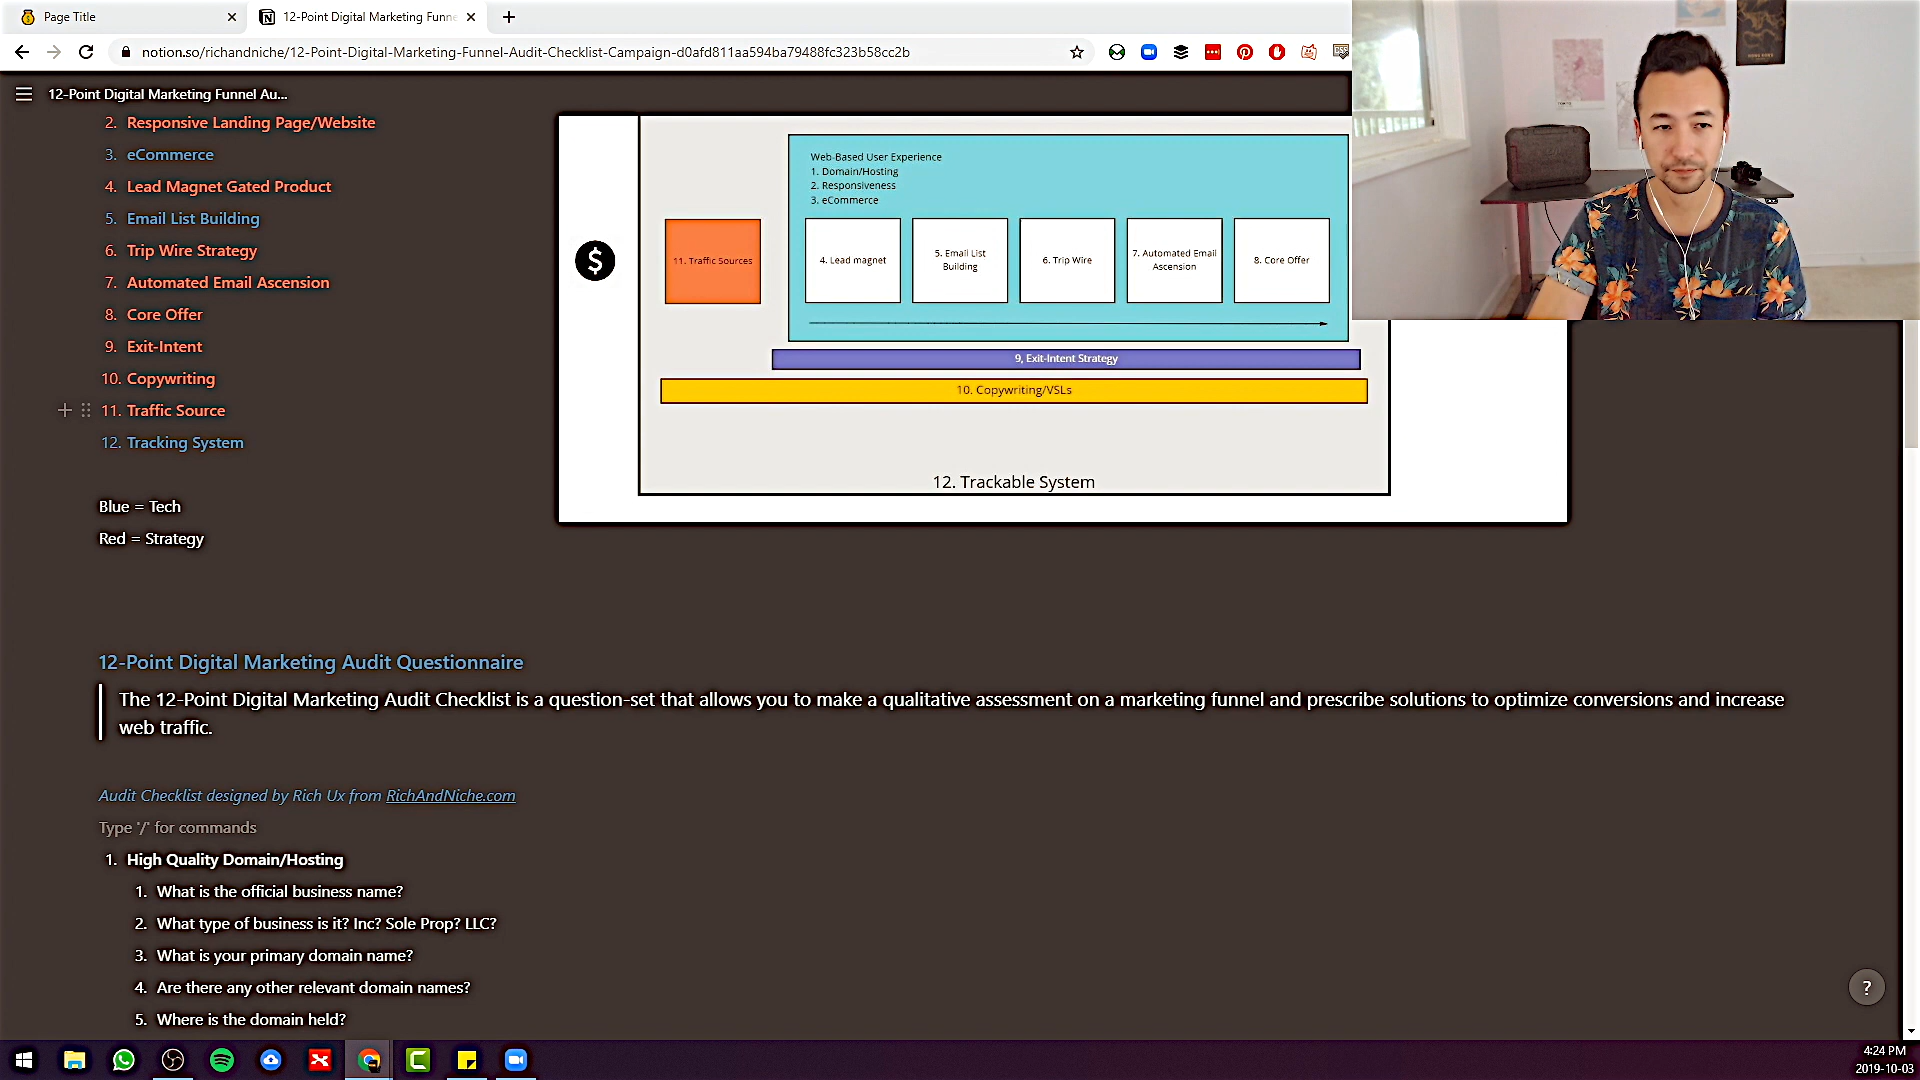 Page Title
12-Point Digital Marketing Funne
notion.so/richandniche/12-Point-Digital-Marketing-Funnel-Audit-Checklist-Campaign-d0afd811aa594ba79488fc323b58cc2b
12-Point Digital Marketing Funnel Au...
2. Responsive Landing Page/Website
3. eCommerce
4. Lead Magnet Gated Product
5. Email List Building
6. Trip Wire Strategy
7. Automated Email Ascension
8. Core Offer
9. Exit-Intent
10. Copywriting
11. Traffic Source
12. Tracking System
Blue = Tech
Red = Strategy
Web-Based User Experience
1. Domain/Hosting
2. Responsiveness
3. eCommerce
$
11. Traffic Sources
4. Lead magnet
5. Email List
Building
6. Trip Wire
7. Automated Email
Ascension
8. Core Offer
9, Exit-Intent Strategy
10. Copywriting/VSLs
12. Trackable System
12-Point Digital Marketing Audit Questionnaire
The 12-Point Digital Marketing Audit Checklist is a question-set that allows you to make a qualitative assessment on a marketing funnel and prescribe solutions to optimize conversions and increase
web traffic.
Audit Checklist designed by Rich Ux from RichAndNiche.com
Type '/' for commands
1. High Quality Domain/Hosting
1. What is the official business name?
2. What type of business is it? Inc? Sole Prop? LLC?
3. What is your primary domain name?
4. Are there any other relevant domain names?
5. Where is the domain held?
?
4:24 PM
2019-10-03